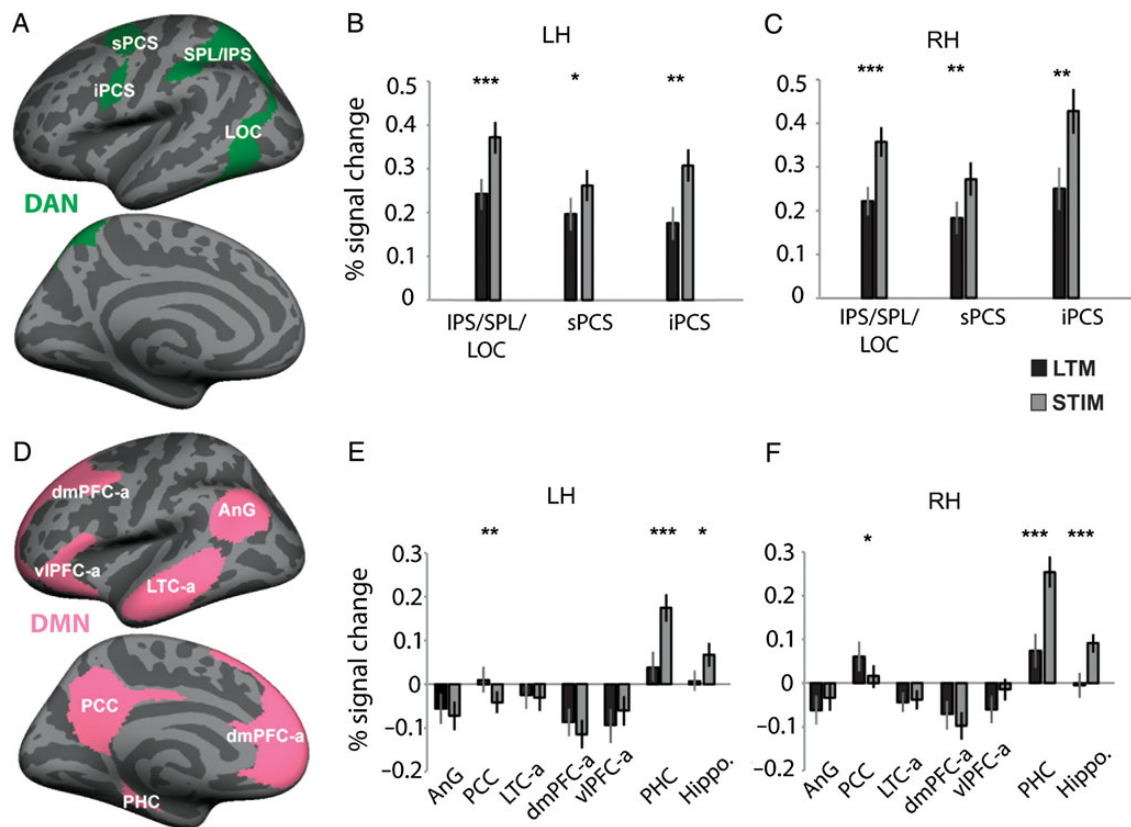 A
sPCS
SPL/IPS
iPCS
LOC
DAN
B
LH
% signal change
0.5
0.4
0.3
0.2
0.1
0
***
*
**
IPS/SPL/
LOC
sPCS
iPCS
C
RH
0.5
0.4
0.3
0.2
0.1
0
***
**
**
IPS/SPL/
LOC
sPCS
iPCS
LTM
STIM
D
dmPFC-a
AnG
vlPFC-a
LTC-a
DMN
PCC
dmPFC-a
PHC
E
LH
% signal change
0.3
0.2
0.1
0
−0.1
−0.2
**
***
*
AnG
PCC
LTC-a
dmPFC-a
vlPFC-a
PHC
Hippo.
F
RH
0.3
0.2
0.1
0
−0.1
−0.2
*
***
***
AnG
PCC
LTC-a
dmPFC-a
vlPFC-a
PHC
Hippo.